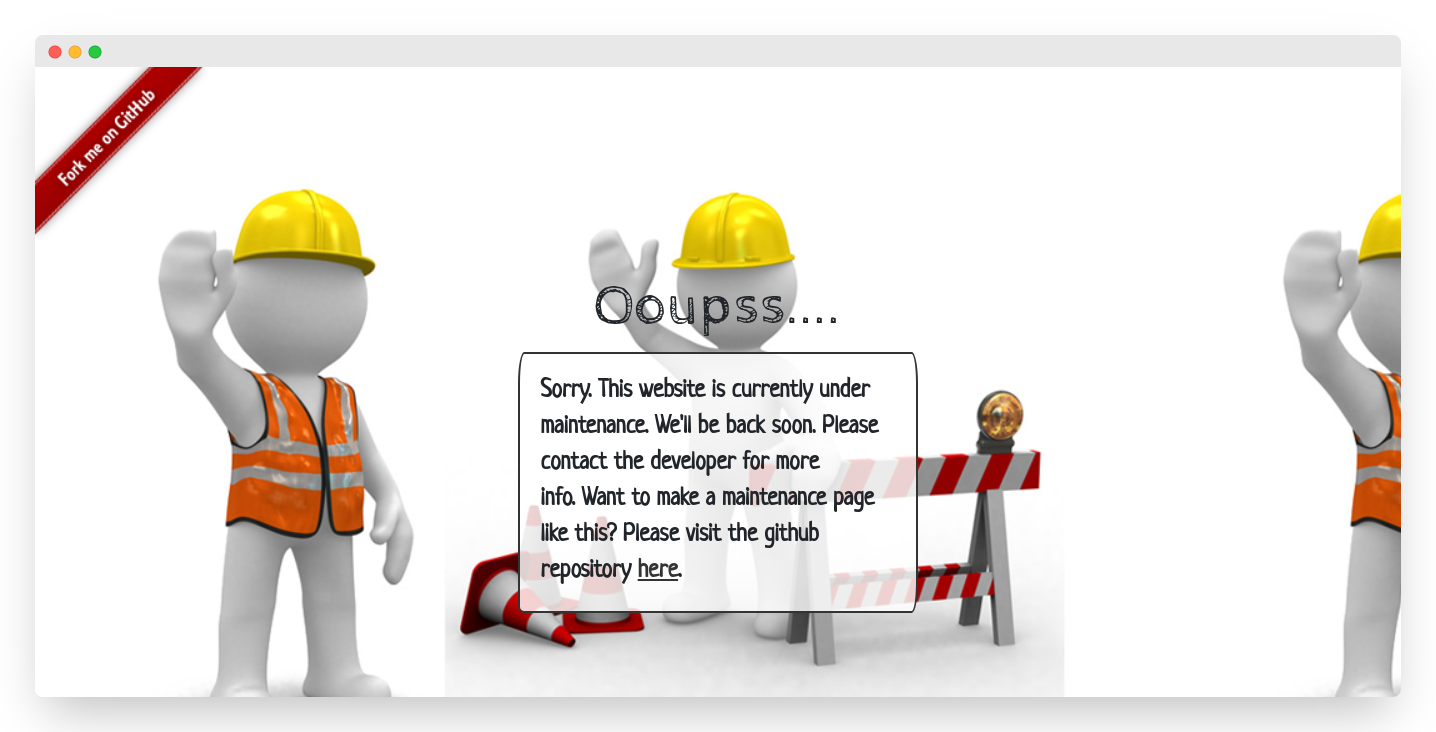 Fork me on GitHub
Ooupss....
Sorry. This website is currently under
maintenance. We'll be back soon. Please
contact the developer for more
info. Want to make a maintenance page
like this? Please visit the github
repository here.